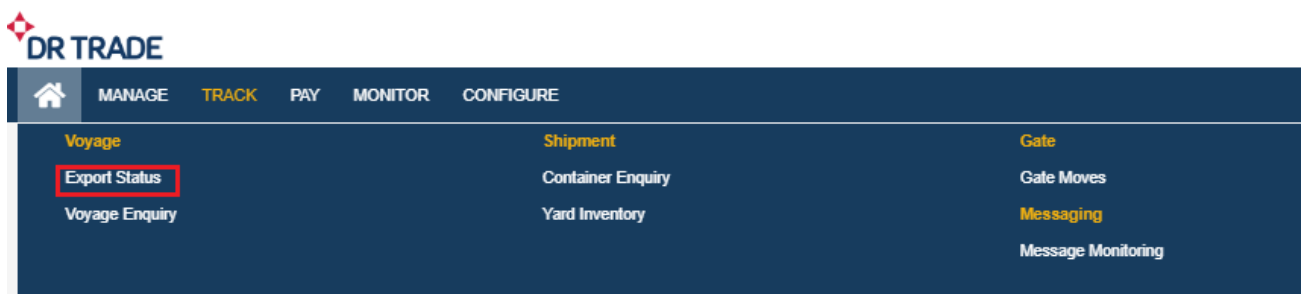 DR TRADE
MANAGE TRACK PAY MONITOR CONFIGURE
Voyage Shipment Gate
Export Status Container Enquiry Gate Moves
Voyage Enquiry Yard Inventory Messaging
Message Monitoring